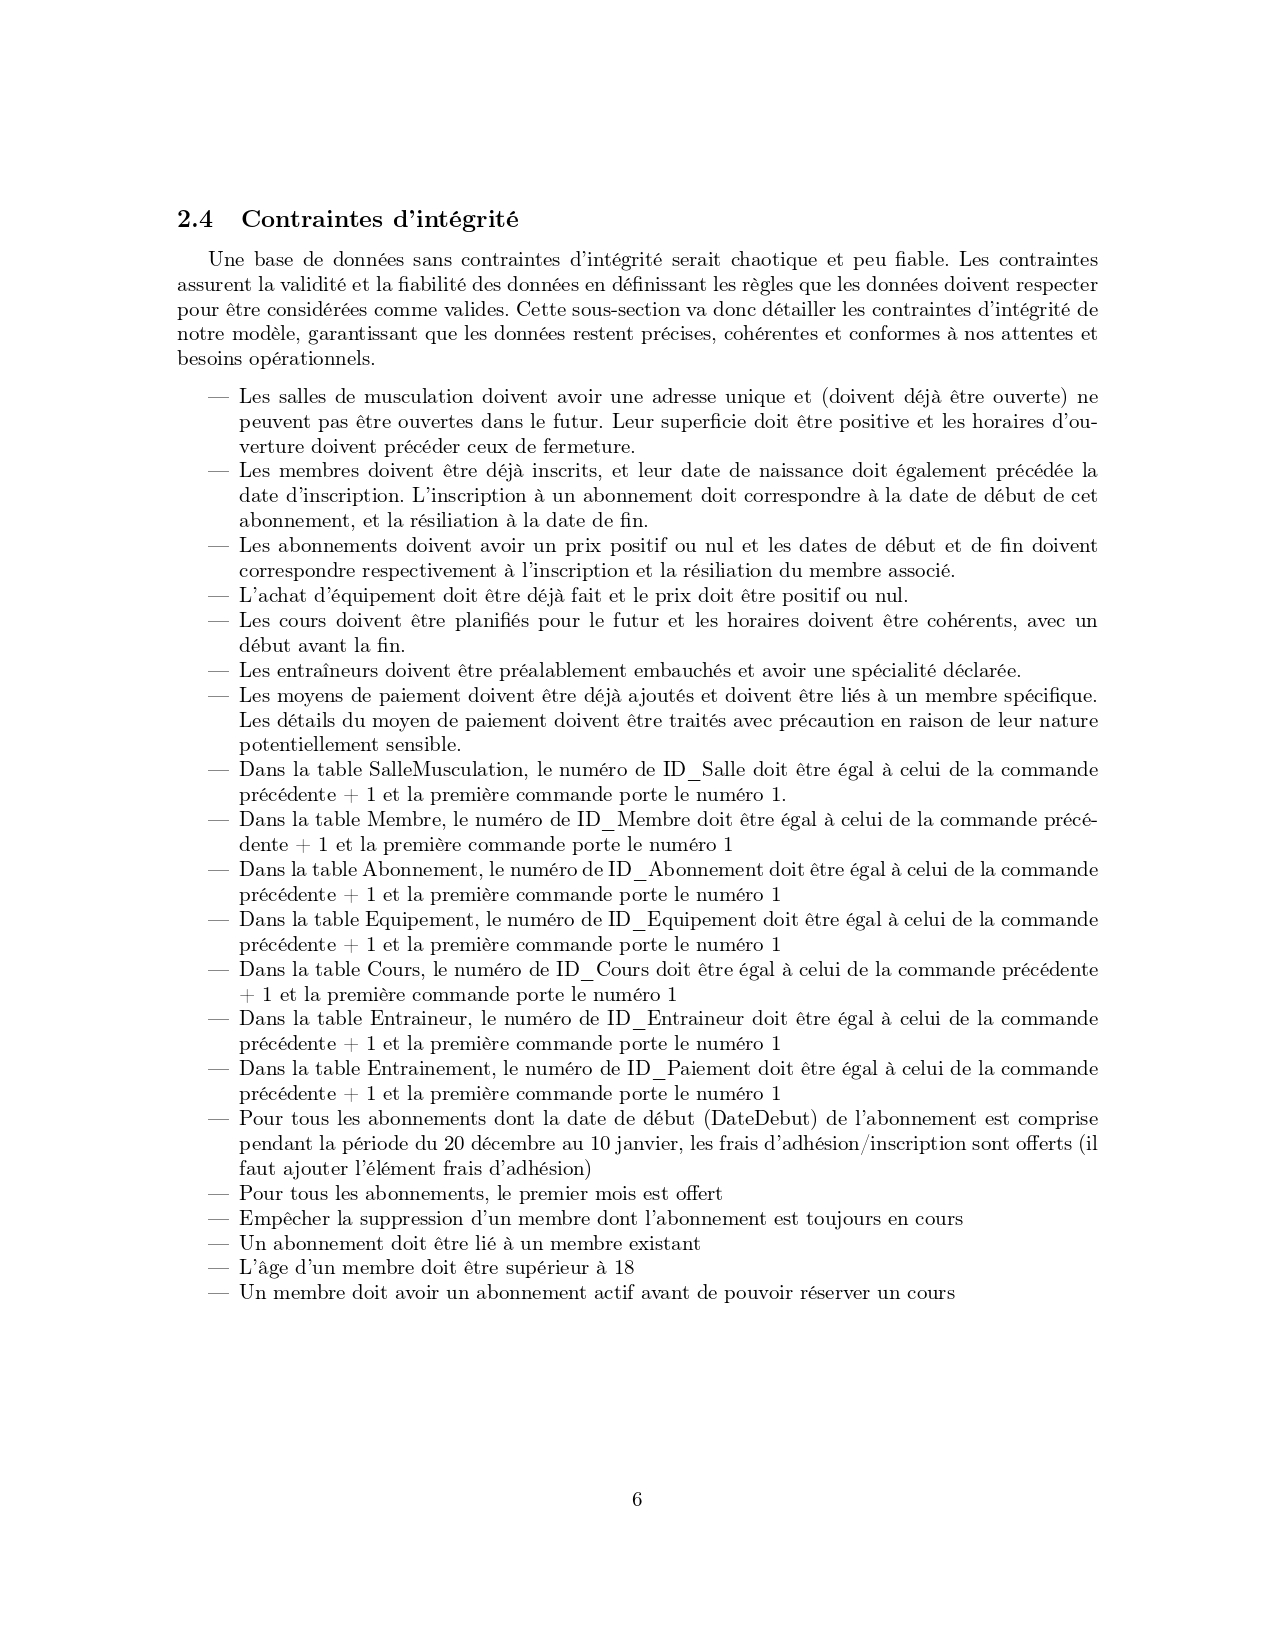 2.4 Contraintes d'intégrité
Une base de données sans contraintes d'intégrité serait chaotique et peu fiable. Les contraintes
assurent la validité et la fiabilité des données en définissant les règles que les données doivent respecter
pour être considérées comme valides. Cette sous-section va donc détailler les contraintes d'intégrité de
notre modèle, garantissant que les données restent précises, cohérentes et conformes à nos attentes et
besoins opérationnels.
— Les salles de musculation doivent avoir une adresse unique et (doivent déjà être ouverte) ne
peuvent pas être ouvertes dans le futur. Leur superficie doit être positive et les horaires d'ou-
verture doivent précéder ceux de fermeture.
— Les membres doivent être déjà inscrits, et leur date de naissance doit également précédée la
date d'inscription. L'inscription à un abonnement doit correspondre à la date de début de cet
abonnement, et la résiliation à la date de fin.
— Les abonnements doivent avoir un prix positif ou nul et les dates de début et de fin doivent
correspondre respectivement à l'inscription et la résiliation du membre associé.
— L'achat d'équipement doit être déjà fait et le prix doit être positif ou nul.
— Les cours doivent être planifiés pour le futur et les horaires doivent être cohérents, avec un
début avant la fin.
— Les entraîneurs doivent être préalablement embauchés et avoir une spécialité déclarée.
— Les moyens de paiement doivent être déjà ajoutés et doivent être liés à un membre spécifique.
Les détails du moyen de paiement doivent être traités avec précaution en raison de leur nature
potentiellement sensible.
— Dans la table SalleMusculation, le numéro de ID_Salle doit être égal à celui de la commande
précédente + 1 et la première commande porte le numéro 1.
— Dans la table Membre, le numéro de ID_Membre doit être égal à celui de la commande précé-
dente + 1 et la première commande porte le numéro 1
— Dans la table Abonnement, le numéro de ID_Abonnement doit être égal à celui de la commande
précédente + 1 et la première commande porte le numéro 1
— Dans la table Equipement, le numéro de ID_Equipement doit être égal à celui de la commande
précédente + 1 et la première commande porte le numéro 1
— Dans la table Cours, le numéro de ID_Cours doit être égal à celui de la commande précédente
+ 1 et la première commande porte le numéro 1
— Dans la table Entraineur, le numéro de ID_Entraineur doit être égal à celui de la commande
précédente + 1 et la première commande porte le numéro 1
— Dans la table Entrainement, le numéro de ID_Paiement doit être égal à celui de la commande
précédente + 1 et la première commande porte le numéro 1
— Pour tous les abonnements dont la date de début (DateDebut) de l'abonnement est comprise
pendant la période du 20 décembre au 10 janvier, les frais d'adhésion/inscription sont offerts (il
faut ajouter l'élément frais d'adhésion)
— Pour tous les abonnements, le premier mois est offert
— Empêcher la suppression d'un membre dont l'abonnement est toujours en cours
— Un abonnement doit être lié à un membre existant
— L'âge d'un membre doit être supérieur à 18
— Un membre doit avoir un abonnement actif avant de pouvoir réserver un cours
6